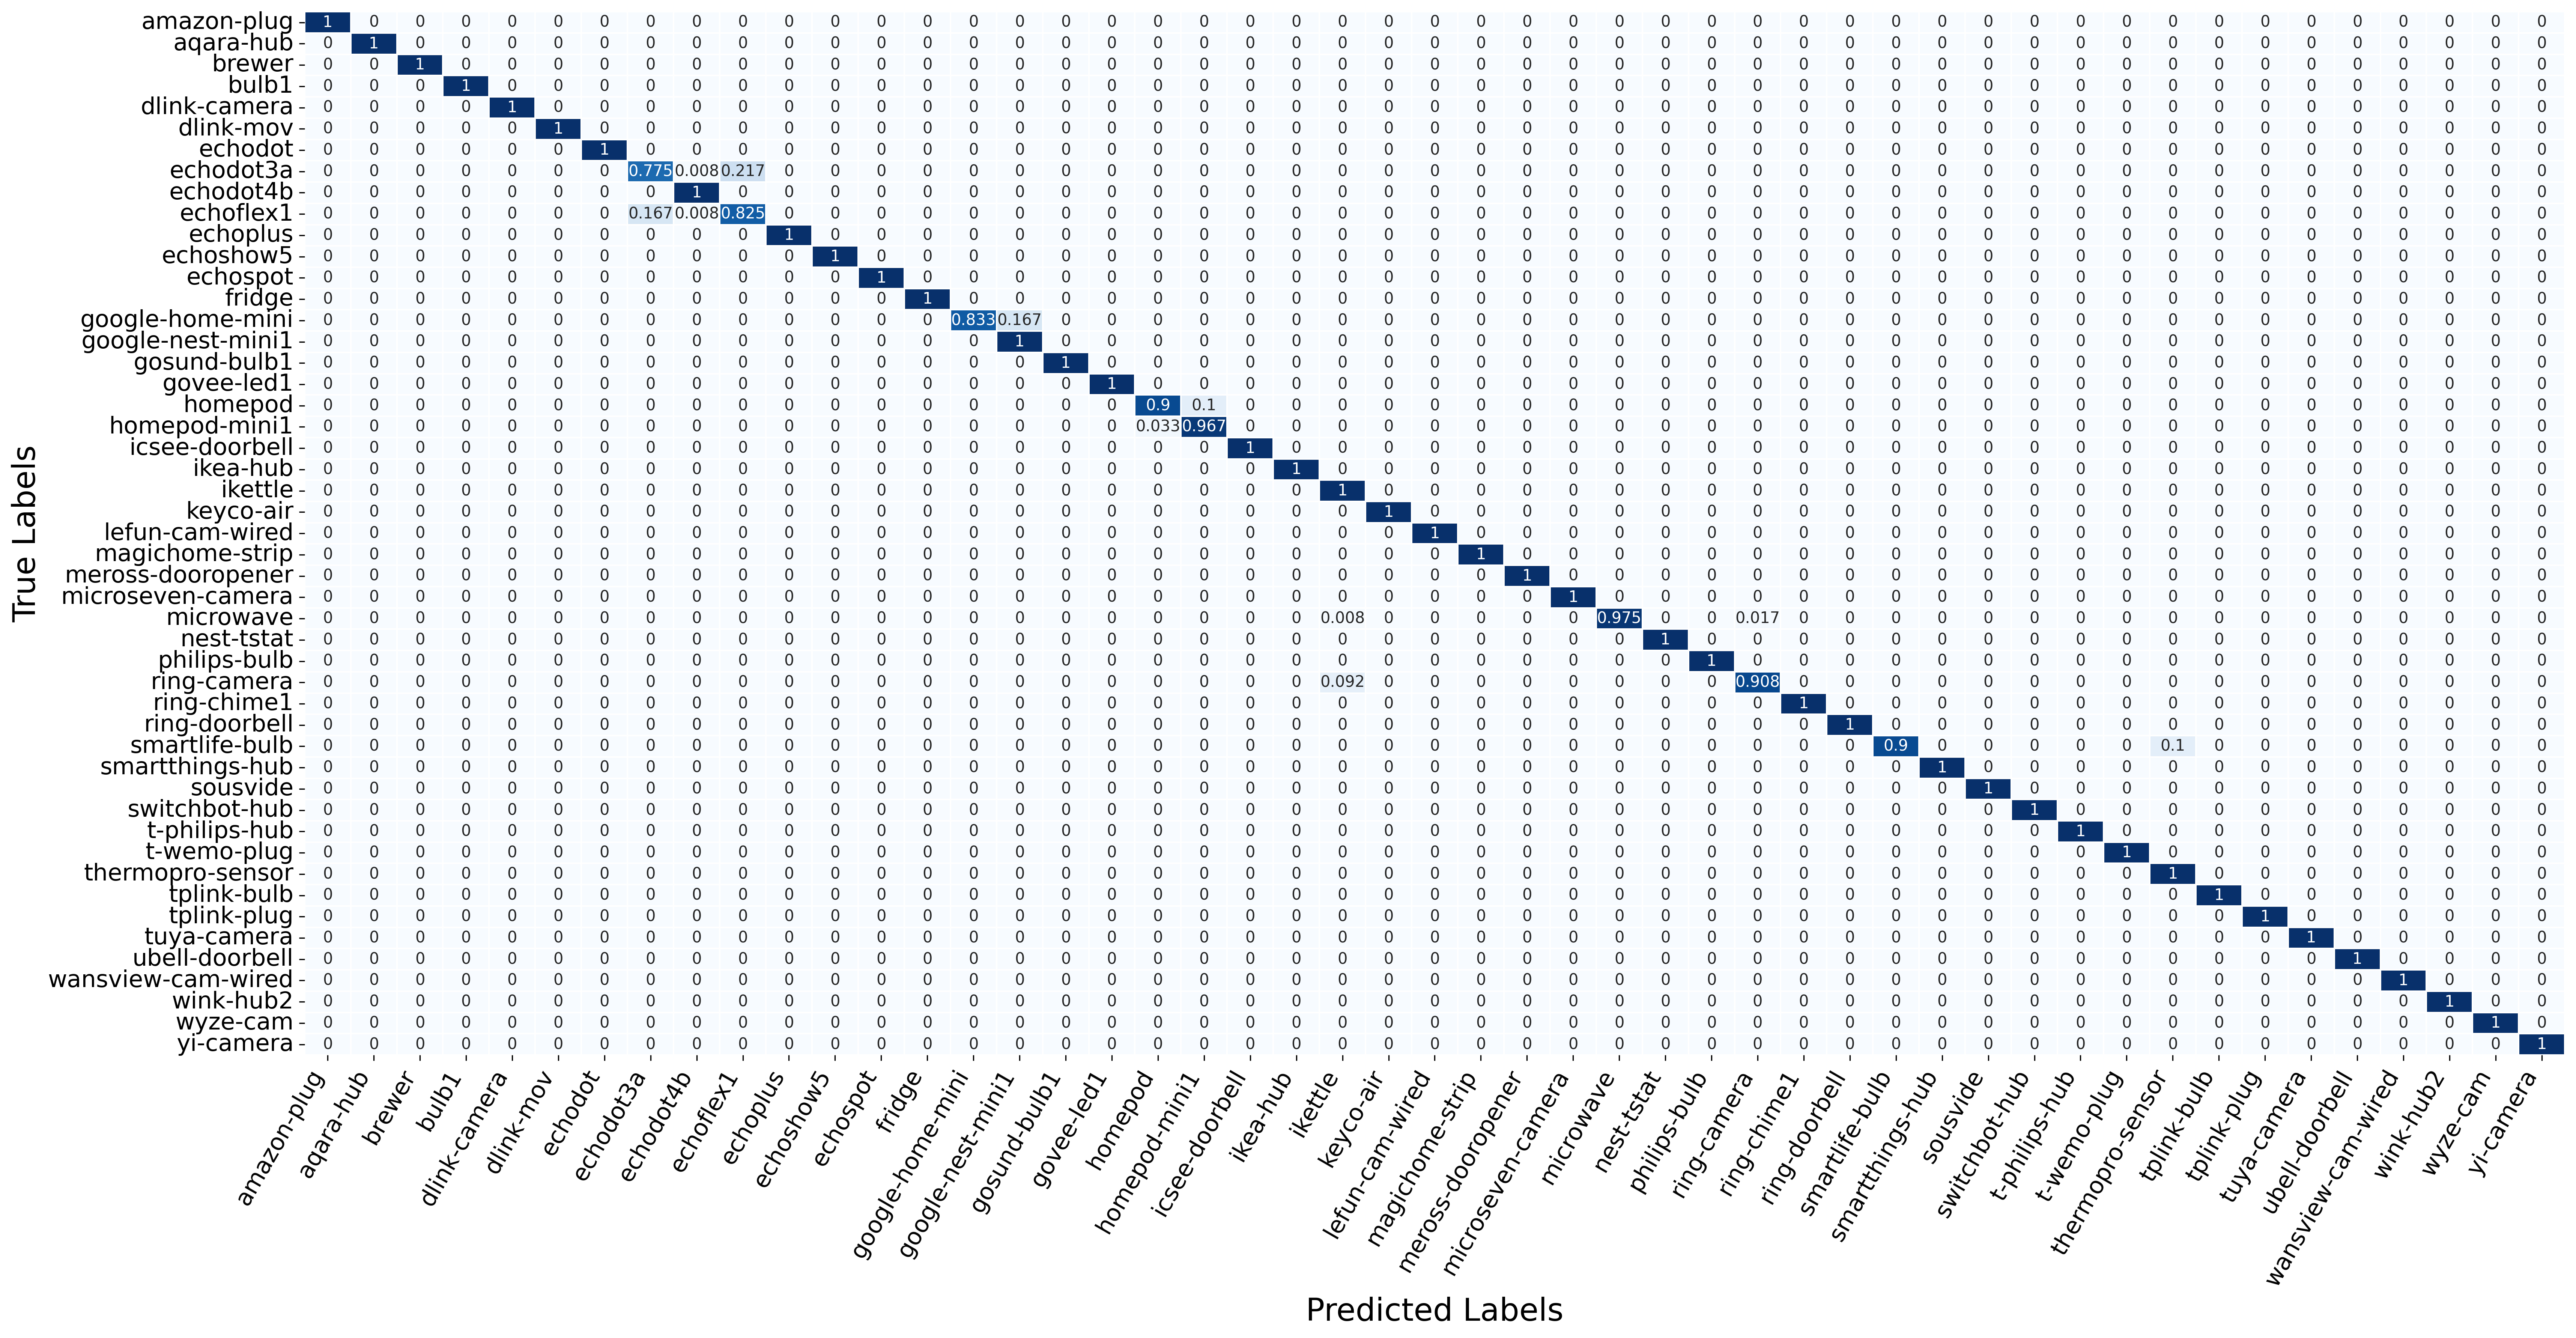 True Labels
amazon-plug 1 0 0 0 0 0 0 0 0 0 0 0 0 0 0 0 0 0 0 0 0 0 0 0 0 0 0 0 0 0 0 0 0 0 0 0 0 0 0 0 0 0 0 0 0 0 0 0 0
aqara-hub 0 1 0 0 0 0 0 0 0 0 0 0 0 0 0 0 0 0 0 0 0 0 0 0 0 0 0 0 0 0 0 0 0 0 0 0 0 0 0 0 0 0 0 0 0 0 0 0 0
brewer 0 0 1 0 0 0 0 0 0 0 0 0 0 0 0 0 0 0 0 0 0 0 0 0 0 0 0 0 0 0 0 0 0 0 0 0 0 0 0 0 0 0 0 0 0 0 0 0 0
bulb1 0 0 0 1 0 0 0 0 0 0 0 0 0 0 0 0 0 0 0 0 0 0 0 0 0 0 0 0 0 0 0 0 0 0 0 0 0 0 0 0 0 0 0 0 0 0 0 0 0
dlink-camera 0 0 0 0 1 0 0 0 0 0 0 0 0 0 0 0 0 0 0 0 0 0 0 0 0 0 0 0 0 0 0 0 0 0 0 0 0 0 0 0 0 0 0 0 0 0 0 0 0
dlink-mov 0 0 0 0 0 1 0 0 0 0 0 0 0 0 0 0 0 0 0 0 0 0 0 0 0 0 0 0 0 0 0 0 0 0 0 0 0 0 0 0 0 0 0 0 0 0 0 0 0
echodot 0 0 0 0 0 0 1 0 0 0 0 0 0 0 0 0 0 0 0 0 0 0 0 0 0 0 0 0 0 0 0 0 0 0 0 0 0 0 0 0 0 0 0 0 0 0 0 0 0
echodot3a 0 0 0 0 0 0 0 0.775 0.008 0.217 0 0 0 0 0 0 0 0 0 0 0 0 0 0 0 0 0 0 0 0 0 0 0 0 0 0 0 0 0 0 0 0 0 0 0 0 0 0 0
echodot4b 0 0 0 0 0 0 0 0 1 0 0 0 0 0 0 0 0 0 0 0 0 0 0 0 0 0 0 0 0 0 0 0 0 0 0 0 0 0 0 0 0 0 0 0 0 0 0 0 0
echoflex1 0 0 0 0 0 0 0 0.167 0.008 0.825 0 0 0 0 0 0 0 0 0 0 0 0 0 0 0 0 0 0 0 0 0 0 0 0 0 0 0 0 0 0 0 0 0 0 0 0 0 0 0
echoplus 0 0 0 0 0 0 0 0 0 0 1 0 0 0 0 0 0 0 0 0 0 0 0 0 0 0 0 0 0 0 0 0 0 0 0 0 0 0 0 0 0 0 0 0 0 0 0 0 0
echoshow5 0 0 0 0 0 0 0 0 0 0 0 1 0 0 0 0 0 0 0 0 0 0 0 0 0 0 0 0 0 0 0 0 0 0 0 0 0 0 0 0 0 0 0 0 0 0 0 0 0
echospot 0 0 0 0 0 0 0 0 0 0 0 0 1 0 0 0 0 0 0 0 0 0 0 0 0 0 0 0 0 0 0 0 0 0 0 0 0 0 0 0 0 0 0 0 0 0 0 0 0
fridge 0 0 0 0 0 0 0 0 0 0 0 0 0 1 0 0 0 0 0 0 0 0 0 0 0 0 0 0 0 0 0 0 0 0 0 0 0 0 0 0 0 0 0 0 0 0 0 0 0
google-home-mini 0 0 0 0 0 0 0 0 0 0 0 0 0 0 0.833 0.167 0 0 0 0 0 0 0 0 0 0 0 0 0 0 0 0 0 0 0 0 0 0 0 0 0 0 0 0 0 0 0 0 0
google-nest-mini1 0 0 0 0 0 0 0 0 0 0 0 0 0 0 0 1 0 0 0 0 0 0 0 0 0 0 0 0 0 0 0 0 0 0 0 0 0 0 0 0 0 0 0 0 0 0 0 0 0
gosund-bulb1 0 0 0 0 0 0 0 0 0 0 0 0 0 0 0 0 1 0 0 0 0 0 0 0 0 0 0 0 0 0 0 0 0 0 0 0 0 0 0 0 0 0 0 0 0 0 0 0 0
govee-led1 0 0 0 0 0 0 0 0 0 0 0 0 0 0 0 0 0 1 0 0 0 0 0 0 0 0 0 0 0 0 0 0 0 0 0 0 0 0 0 0 0 0 0 0 0 0 0 0 0
homepod 0 0 0 0 0 0 0 0 0 0 0 0 0 0 0 0 0 0 0.9 0.1 0 0 0 0 0 0 0 0 0 0 0 0 0 0 0 0 0 0 0 0 0 0 0 0 0 0 0 0 0
homepod-mini1 0 0 0 0 0 0 0 0 0 0 0 0 0 0 0 0 0 0 0.033 0.967 0 0 0 0 0 0 0 0 0 0 0 0 0 0 0 0 0 0 0 0 0 0 0 0 0 0 0 0 0
icsee-doorbell 0 0 0 0 0 0 0 0 0 0 0 0 0 0 0 0 0 0 0 0 1 0 0 0 0 0 0 0 0 0 0 0 0 0 0 0 0 0 0 0 0 0 0 0 0 0 0 0 0
ikea-hub 0 0 0 0 0 0 0 0 0 0 0 0 0 0 0 0 0 0 0 0 0 1 0 0 0 0 0 0 0 0 0 0 0 0 0 0 0 0 0 0 0 0 0 0 0 0 0 0 0
ikettle 0 0 0 0 0 0 0 0 0 0 0 0 0 0 0 0 0 0 0 0 0 0 1 0 0 0 0 0 0 0 0 0 0 0 0 0 0 0 0 0 0 0 0 0 0 0 0 0 0
keyco-air 0 0 0 0 0 0 0 0 0 0 0 0 0 0 0 0 0 0 0 0 0 0 0 1 0 0 0 0 0 0 0 0 0 0 0 0 0 0 0 0 0 0 0 0 0 0 0 0 0
lefun-cam-wired 0 0 0 0 0 0 0 0 0 0 0 0 0 0 0 0 0 0 0 0 0 0 0 0 1 0 0 0 0 0 0 0 0 0 0 0 0 0 0 0 0 0 0 0 0 0 0 0 0
magichome-strip 0 0 0 0 0 0 0 0 0 0 0 0 0 0 0 0 0 0 0 0 0 0 0 0 0 1 0 0 0 0 0 0 0 0 0 0 0 0 0 0 0 0 0 0 0 0 0 0 0
meross-dooropener 0 0 0 0 0 0 0 0 0 0 0 0 0 0 0 0 0 0 0 0 0 0 0 0 0 0 1 0 0 0 0 0 0 0 0 0 0 0 0 0 0 0 0 0 0 0 0 0 0
microseven-camera 0 0 0 0 0 0 0 0 0 0 0 0 0 0 0 0 0 0 0 0 0 0 0 0 0 0 0 1 0 0 0 0 0 0 0 0 0 0 0 0 0 0 0 0 0 0 0 0 0
microwave 0 0 0 0 0 0 0 0 0 0 0 0 0 0 0 0 0 0 0 0 0 0 0.008 0 0 0 0 0 0.975 0 0 0.017 0 0 0 0 0 0 0 0 0 0 0 0 0 0 0 0 0
nest-tstat 0 0 0 0 0 0 0 0 0 0 0 0 0 0 0 0 0 0 0 0 0 0 0 0 0 0 0 0 0 1 0 0 0 0 0 0 0 0 0 0 0 0 0 0 0 0 0 0 0
philips-bulb 0 0 0 0 0 0 0 0 0 0 0 0 0 0 0 0 0 0 0 0 0 0 0 0 0 0 0 0 0 0 1 0 0 0 0 0 0 0 0 0 0 0 0 0 0 0 0 0 0
ring-camera 0 0 0 0 0 0 0 0 0 0 0 0 0 0 0 0 0 0 0 0 0 0 0.092 0 0 0 0 0 0 0 0 0.908 0 0 0 0 0 0 0 0 0 0 0 0 0 0 0 0 0
ring-chime1 0 0 0 0 0 0 0 0 0 0 0 0 0 0 0 0 0 0 0 0 0 0 0 0 0 0 0 0 0 0 0 0 1 0 0 0 0 0 0 0 0 0 0 0 0 0 0 0 0
ring-doorbell 0 0 0 0 0 0 0 0 0 0 0 0 0 0 0 0 0 0 0 0 0 0 0 0 0 0 0 0 0 0 0 0 0 1 0 0 0 0 0 0 0 0 0 0 0 0 0 0 0
smartlife-bulb 0 0 0 0 0 0 0 0 0 0 0 0 0 0 0 0 0 0 0 0 0 0 0 0 0 0 0 0 0 0 0 0 0 0 0.9 0 0 0 0 0 0.1 0 0 0 0 0 0 0 0
smartthings-hub 0 0 0 0 0 0 0 0 0 0 0 0 0 0 0 0 0 0 0 0 0 0 0 0 0 0 0 0 0 0 0 0 0 0 0 1 0 0 0 0 0 0 0 0 0 0 0 0 0
sousvide 0 0 0 0 0 0 0 0 0 0 0 0 0 0 0 0 0 0 0 0 0 0 0 0 0 0 0 0 0 0 0 0 0 0 0 0 1 0 0 0 0 0 0 0 0 0 0 0 0
switchbot-hub 0 0 0 0 0 0 0 0 0 0 0 0 0 0 0 0 0 0 0 0 0 0 0 0 0 0 0 0 0 0 0 0 0 0 0 0 0 1 0 0 0 0 0 0 0 0 0 0 0
t-philips-hub 0 0 0 0 0 0 0 0 0 0 0 0 0 0 0 0 0 0 0 0 0 0 0 0 0 0 0 0 0 0 0 0 0 0 0 0 0 0 1 0 0 0 0 0 0 0 0 0 0
t-wemo-plug 0 0 0 0 0 0 0 0 0 0 0 0 0 0 0 0 0 0 0 0 0 0 0 0 0 0 0 0 0 0 0 0 0 0 0 0 0 0 0 1 0 0 0 0 0 0 0 0 0
thermopro-sensor 0 0 0 0 0 0 0 0 0 0 0 0 0 0 0 0 0 0 0 0 0 0 0 0 0 0 0 0 0 0 0 0 0 0 0 0 0 0 0 0 1 0 0 0 0 0 0 0 0
tplink-bulb 0 0 0 0 0 0 0 0 0 0 0 0 0 0 0 0 0 0 0 0 0 0 0 0 0 0 0 0 0 0 0 0 0 0 0 0 0 0 0 0 0 1 0 0 0 0 0 0 0
tplink-plug 0 0 0 0 0 0 0 0 0 0 0 0 0 0 0 0 0 0 0 0 0 0 0 0 0 0 0 0 0 0 0 0 0 0 0 0 0 0 0 0 0 0 1 0 0 0 0 0 0
tuya-camera 0 0 0 0 0 0 0 0 0 0 0 0 0 0 0 0 0 0 0 0 0 0 0 0 0 0 0 0 0 0 0 0 0 0 0 0 0 0 0 0 0 0 0 1 0 0 0 0 0
ubell-doorbell 0 0 0 0 0 0 0 0 0 0 0 0 0 0 0 0 0 0 0 0 0 0 0 0 0 0 0 0 0 0 0 0 0 0 0 0 0 0 0 0 0 0 0 0 1 0 0 0 0
wansview-cam-wired 0 0 0 0 0 0 0 0 0 0 0 0 0 0 0 0 0 0 0 0 0 0 0 0 0 0 0 0 0 0 0 0 0 0 0 0 0 0 0 0 0 0 0 0 0 1 0 0 0
wink-hub2 0 0 0 0 0 0 0 0 0 0 0 0 0 0 0 0 0 0 0 0 0 0 0 0 0 0 0 0 0 0 0 0 0 0 0 0 0 0 0 0 0 0 0 0 0 0 1 0 0
wyze-cam 0 0 0 0 0 0 0 0 0 0 0 0 0 0 0 0 0 0 0 0 0 0 0 0 0 0 0 0 0 0 0 0 0 0 0 0 0 0 0 0 0 0 0 0 0 0 0 1 0
yi-camera 0 0 0 0 0 0 0 0 0 0 0 0 0 0 0 0 0 0 0 0 0 0 0 0 0 0 0 0 0 0 0 0 0 0 0 0 0 0 0 0 0 0 0 0 0 0 0 0 1
amazon-plug
aqara-hub
brewer
bulb1
dlink-camera
dlink-mov
echodot
echodot3a
echodot4b
echoflex1
echoplus
echoshow5
echospot
fridge
google-home-mini
google-nest-mini1
gosund-bulb1
govee-led1
homepod
homepod-mini1
icsee-doorbell
ikea-hub
ikettle
keyco-air
lefun-cam-wired
magichome-strip
meross-dooropener
microseven-camera
microwave
nest-tstat
philips-bulb
ring-camera
ring-chime1
ring-doorbell
smartlife-bulb
smartthings-hub
sousvide
switchbot-hub
t-philips-hub
t-wemo-plug
thermopro-sensor
tplink-bulb
tplink-plug
tuya-camera
ubell-doorbell
wansview-cam-wired
wink-hub2
wyze-cam
yi-camera
Predicted Labels